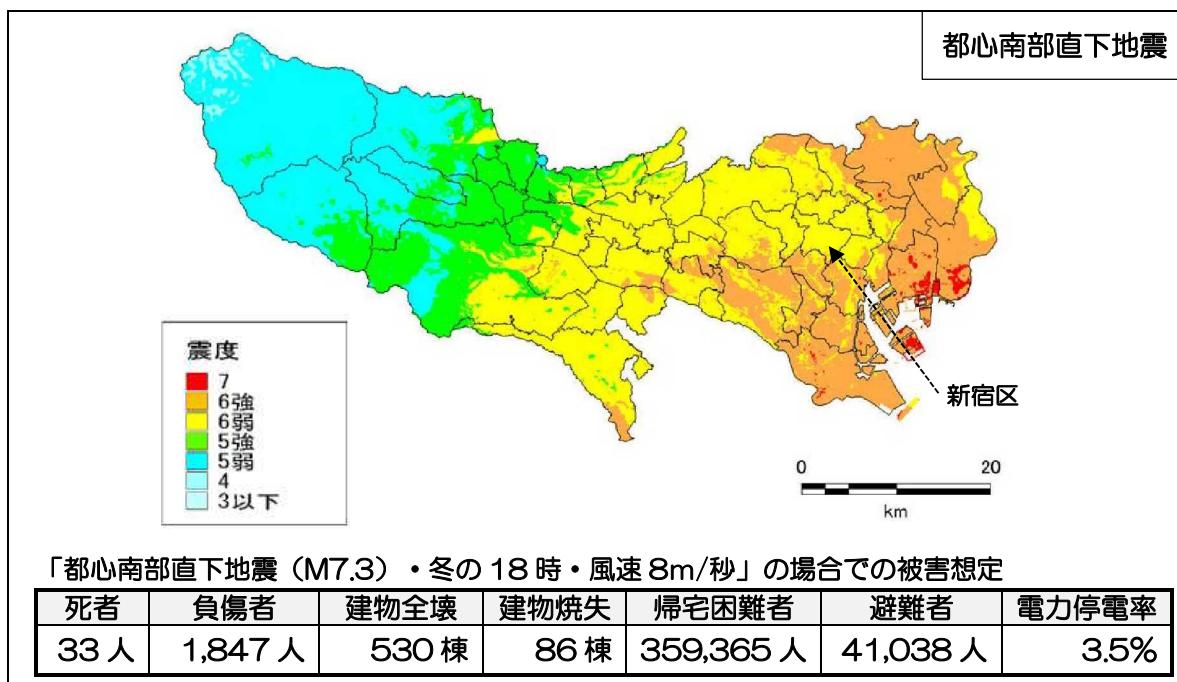 都心南部直下地震
新宿区
震度
7
6強
6弱
5強
5弱
4
3以下
0 20
km
「都心南部直下地震（M7.3）・冬の18時・風速8m/秒」の場合での被害想定
死者 負傷者 建物全壊 建物焼失 帰宅困難者 避難者 電力停電率
33人 1,847人 530棟 86棟 359,365人 41,038人 3.5%